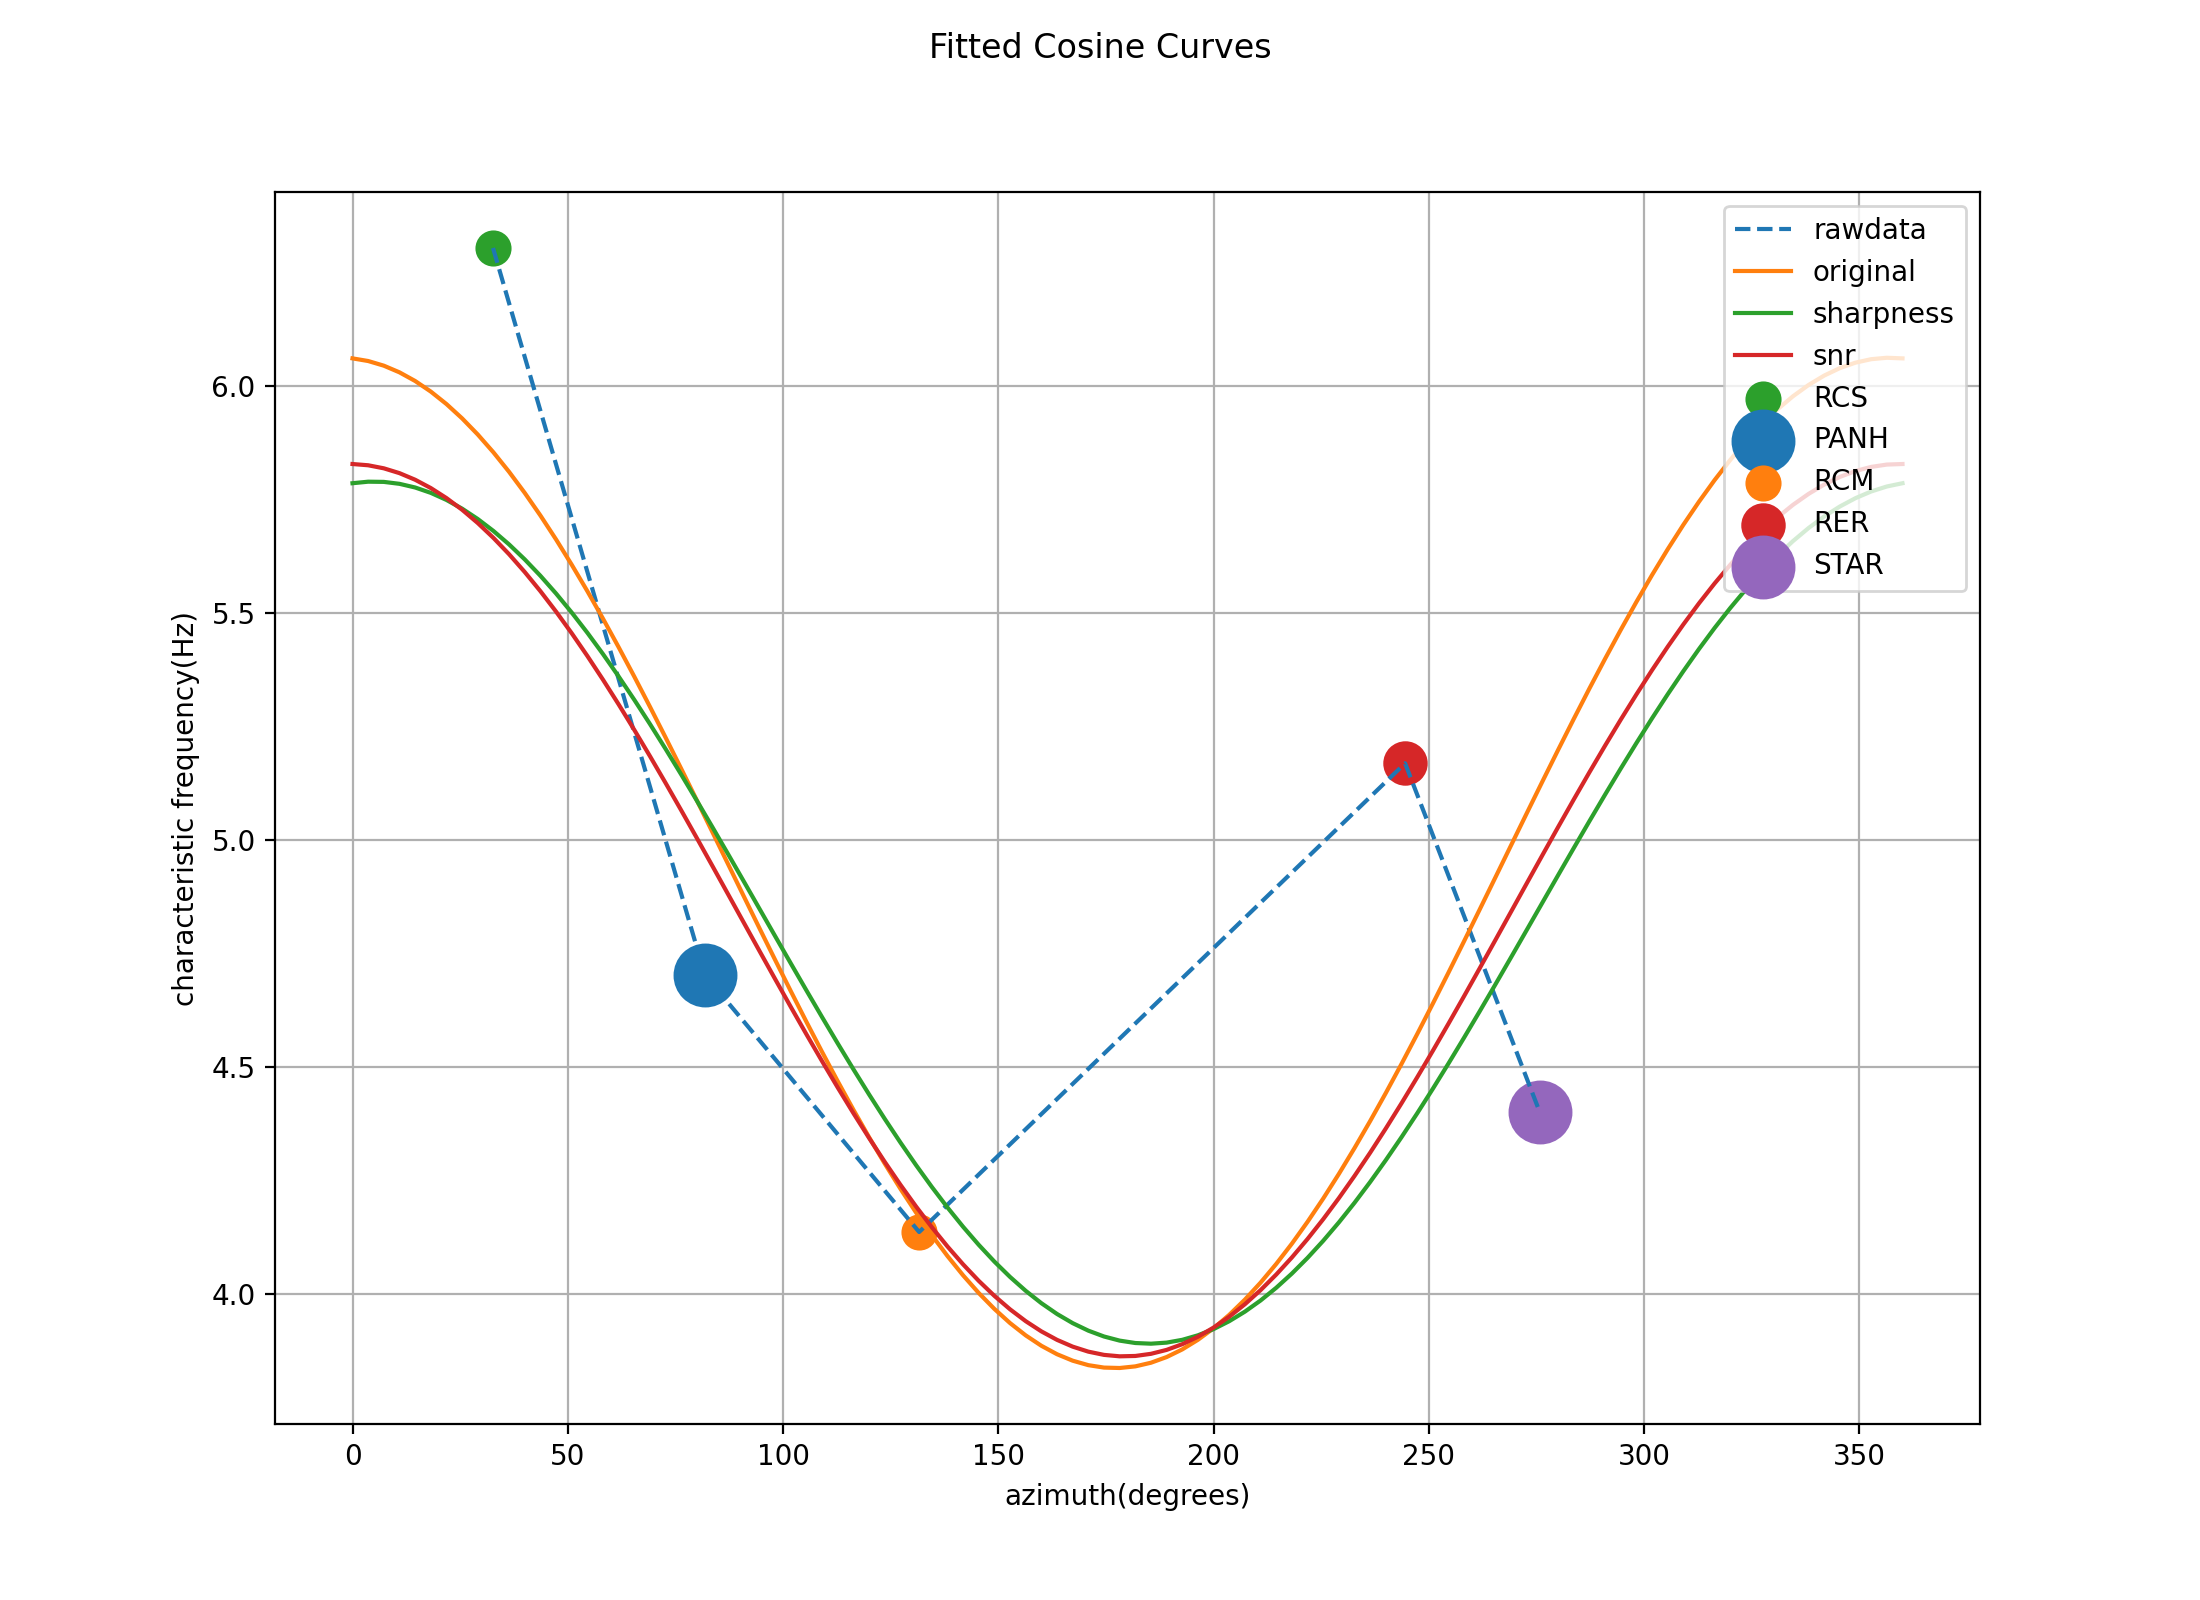 Fitted Cosine Curves
rawdata
original
sharpness
snr
RCS
PANH
RCM
RER
STAR
characteristic frequency(Hz)
6.0
5.5
5.0
4.5
4.0
0 50 100 150 200 250 300 350
azimuth(degrees)